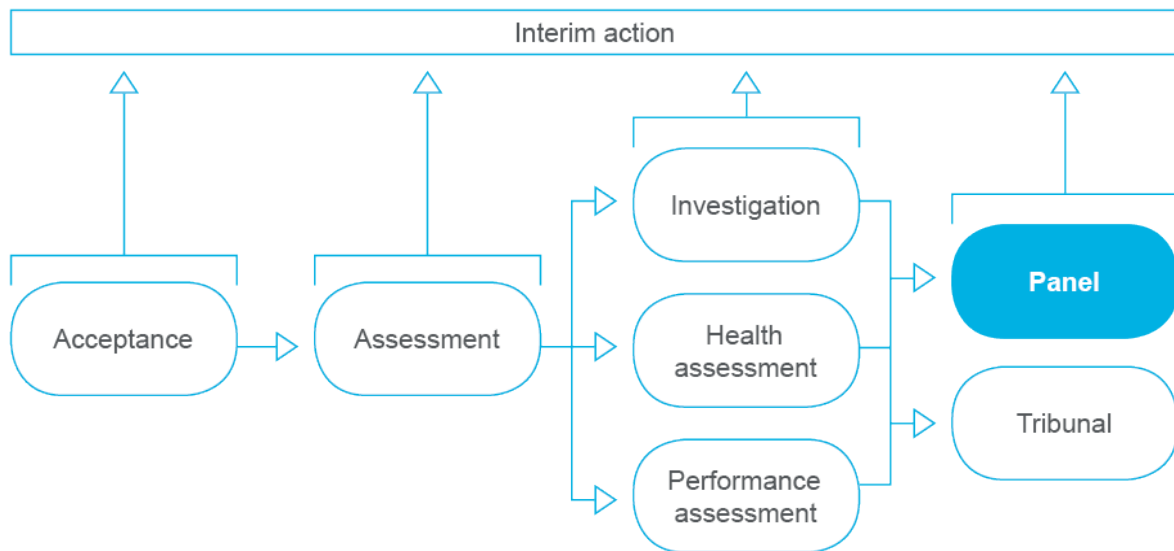 Interim action
Acceptance
Assessment
Investigation
Health
assessment
Performance
assessment
Panel
Tribunal